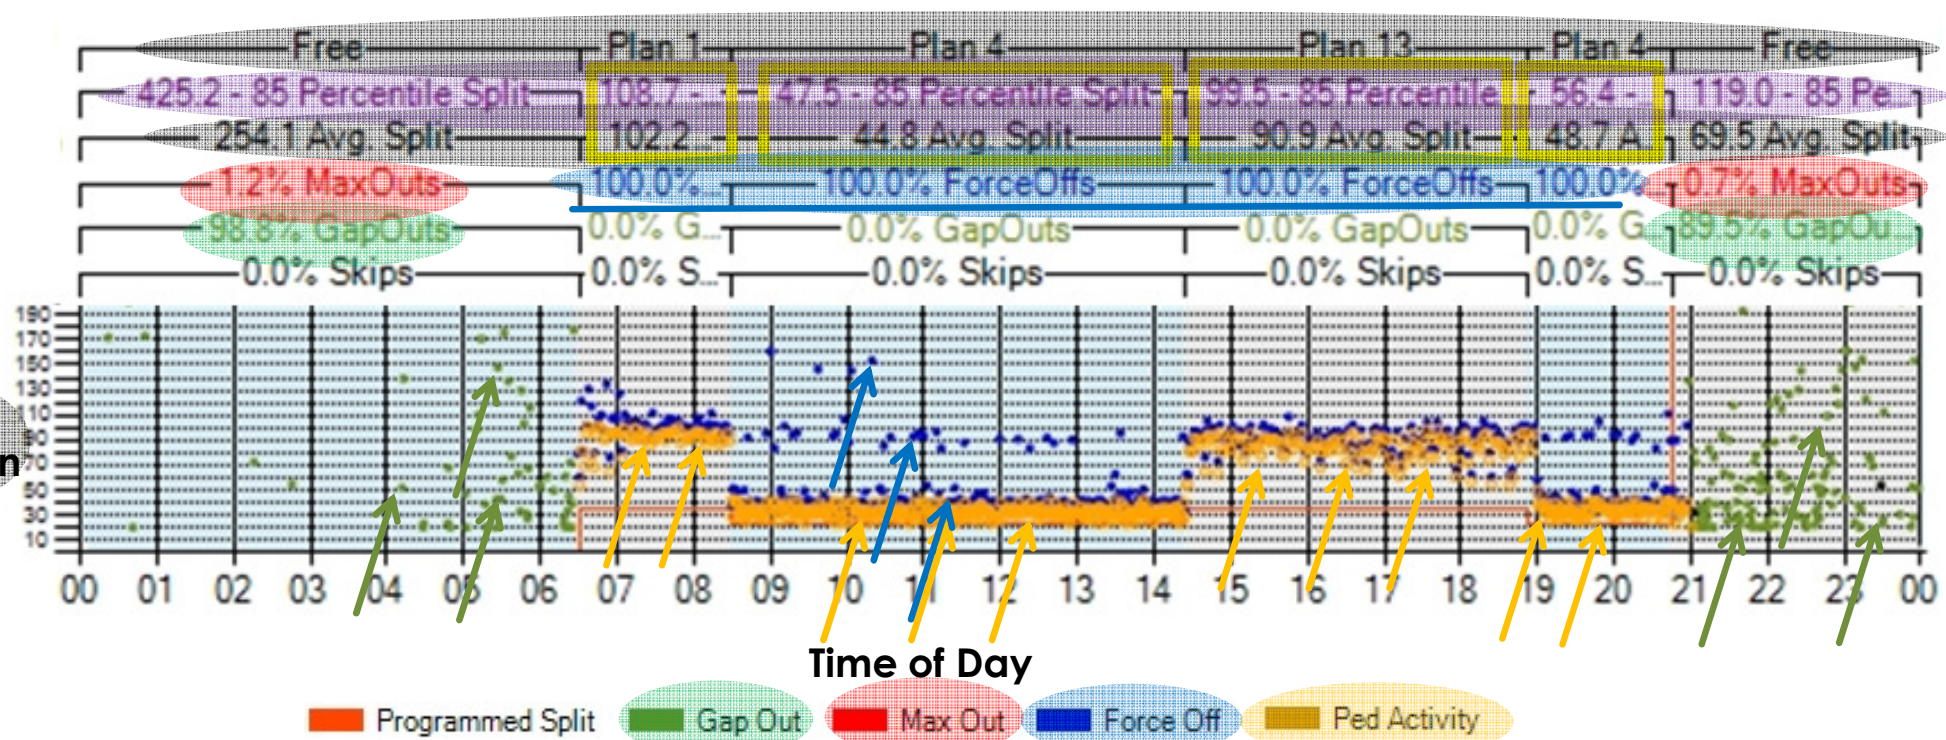 Free Plan 1 Plan 4 Plan 13 Plan 4 Free
425.2 - 85 Percentile Split 108.7 - 47.5 - 85 Percentile Split 99.5 - 85 Percentile 56.4 - 119.0 - 85 Pe
254.1 Avg. Split 102.2... 44.8 Avg. Split 90.9 Avg. Split 48.7 A... 69.5 Avg. Split
1.2% MaxOuts 100.0%... 100.0% ForceOffs 100.0% ForceOffs 100.0%... 0.7% MaxOuts
98.8% GapOuts 0.0% G... 0.0% GapOuts 0.0% GapOuts 0.0% G... 89.5% GapOu...
0.0% Skips 0.0% S... 0.0% Skips 0.0% Skips 0.0% S... 0.0% Skips
190
170
150
130
110
90
n
70
50
30
10
00 01 02 03 04 05 06 07 08 09 10 11 12 13 14 15 16 17 18 19 20 21 22 23 00
Time of Day
Programmed Split Gap Out Max Out Force Off Ped Activity